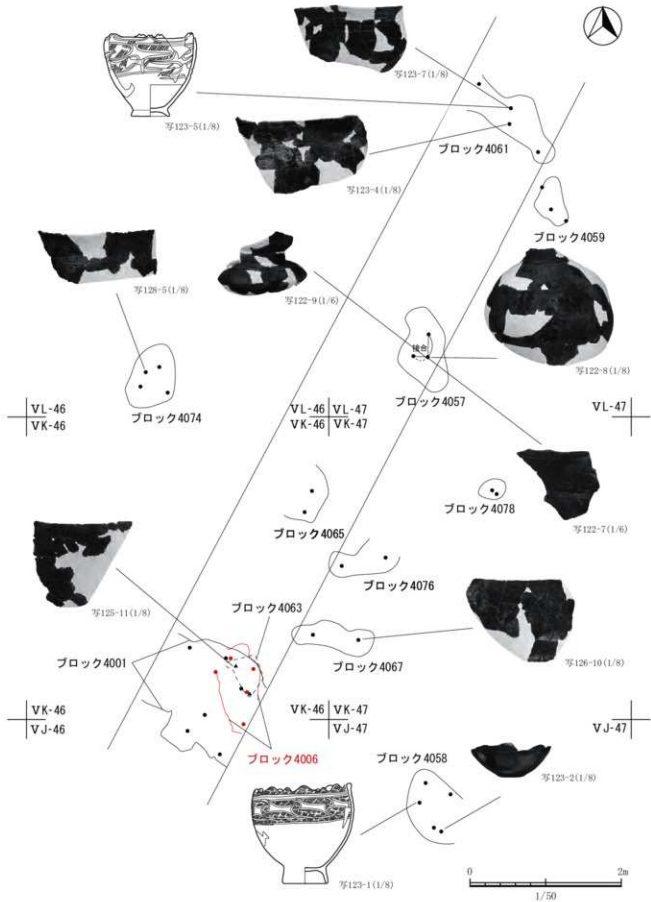 写123-7(1/8)
写123-5(1/8)
ブロック4061
写123-4(1/8)
ブロック4059
写128-5(1/8)
写122-9(1/6)
接合
写122-8(1/8)
ブロック4057
ブロック4074
ⅤL-46
ⅤK-46
ⅤL-46 ⅤL-47
ⅤK-46 ⅤK-47
ⅤL-47
ブロック4078
写122-7(1/6)
ブロック4065
ブロック4076
写125-11(1/8)
ブロック4063
ブロック4001
ブロック4067
写126-10(1/8)
ⅤK-46
ⅤJ-46
ⅤK-46 ⅤK-47
ⅤJ-47
ⅤJ-47
ブロック4006
ブロック4058
写123-2(1/8)
写123-1(1/8)
0 2m
1/50